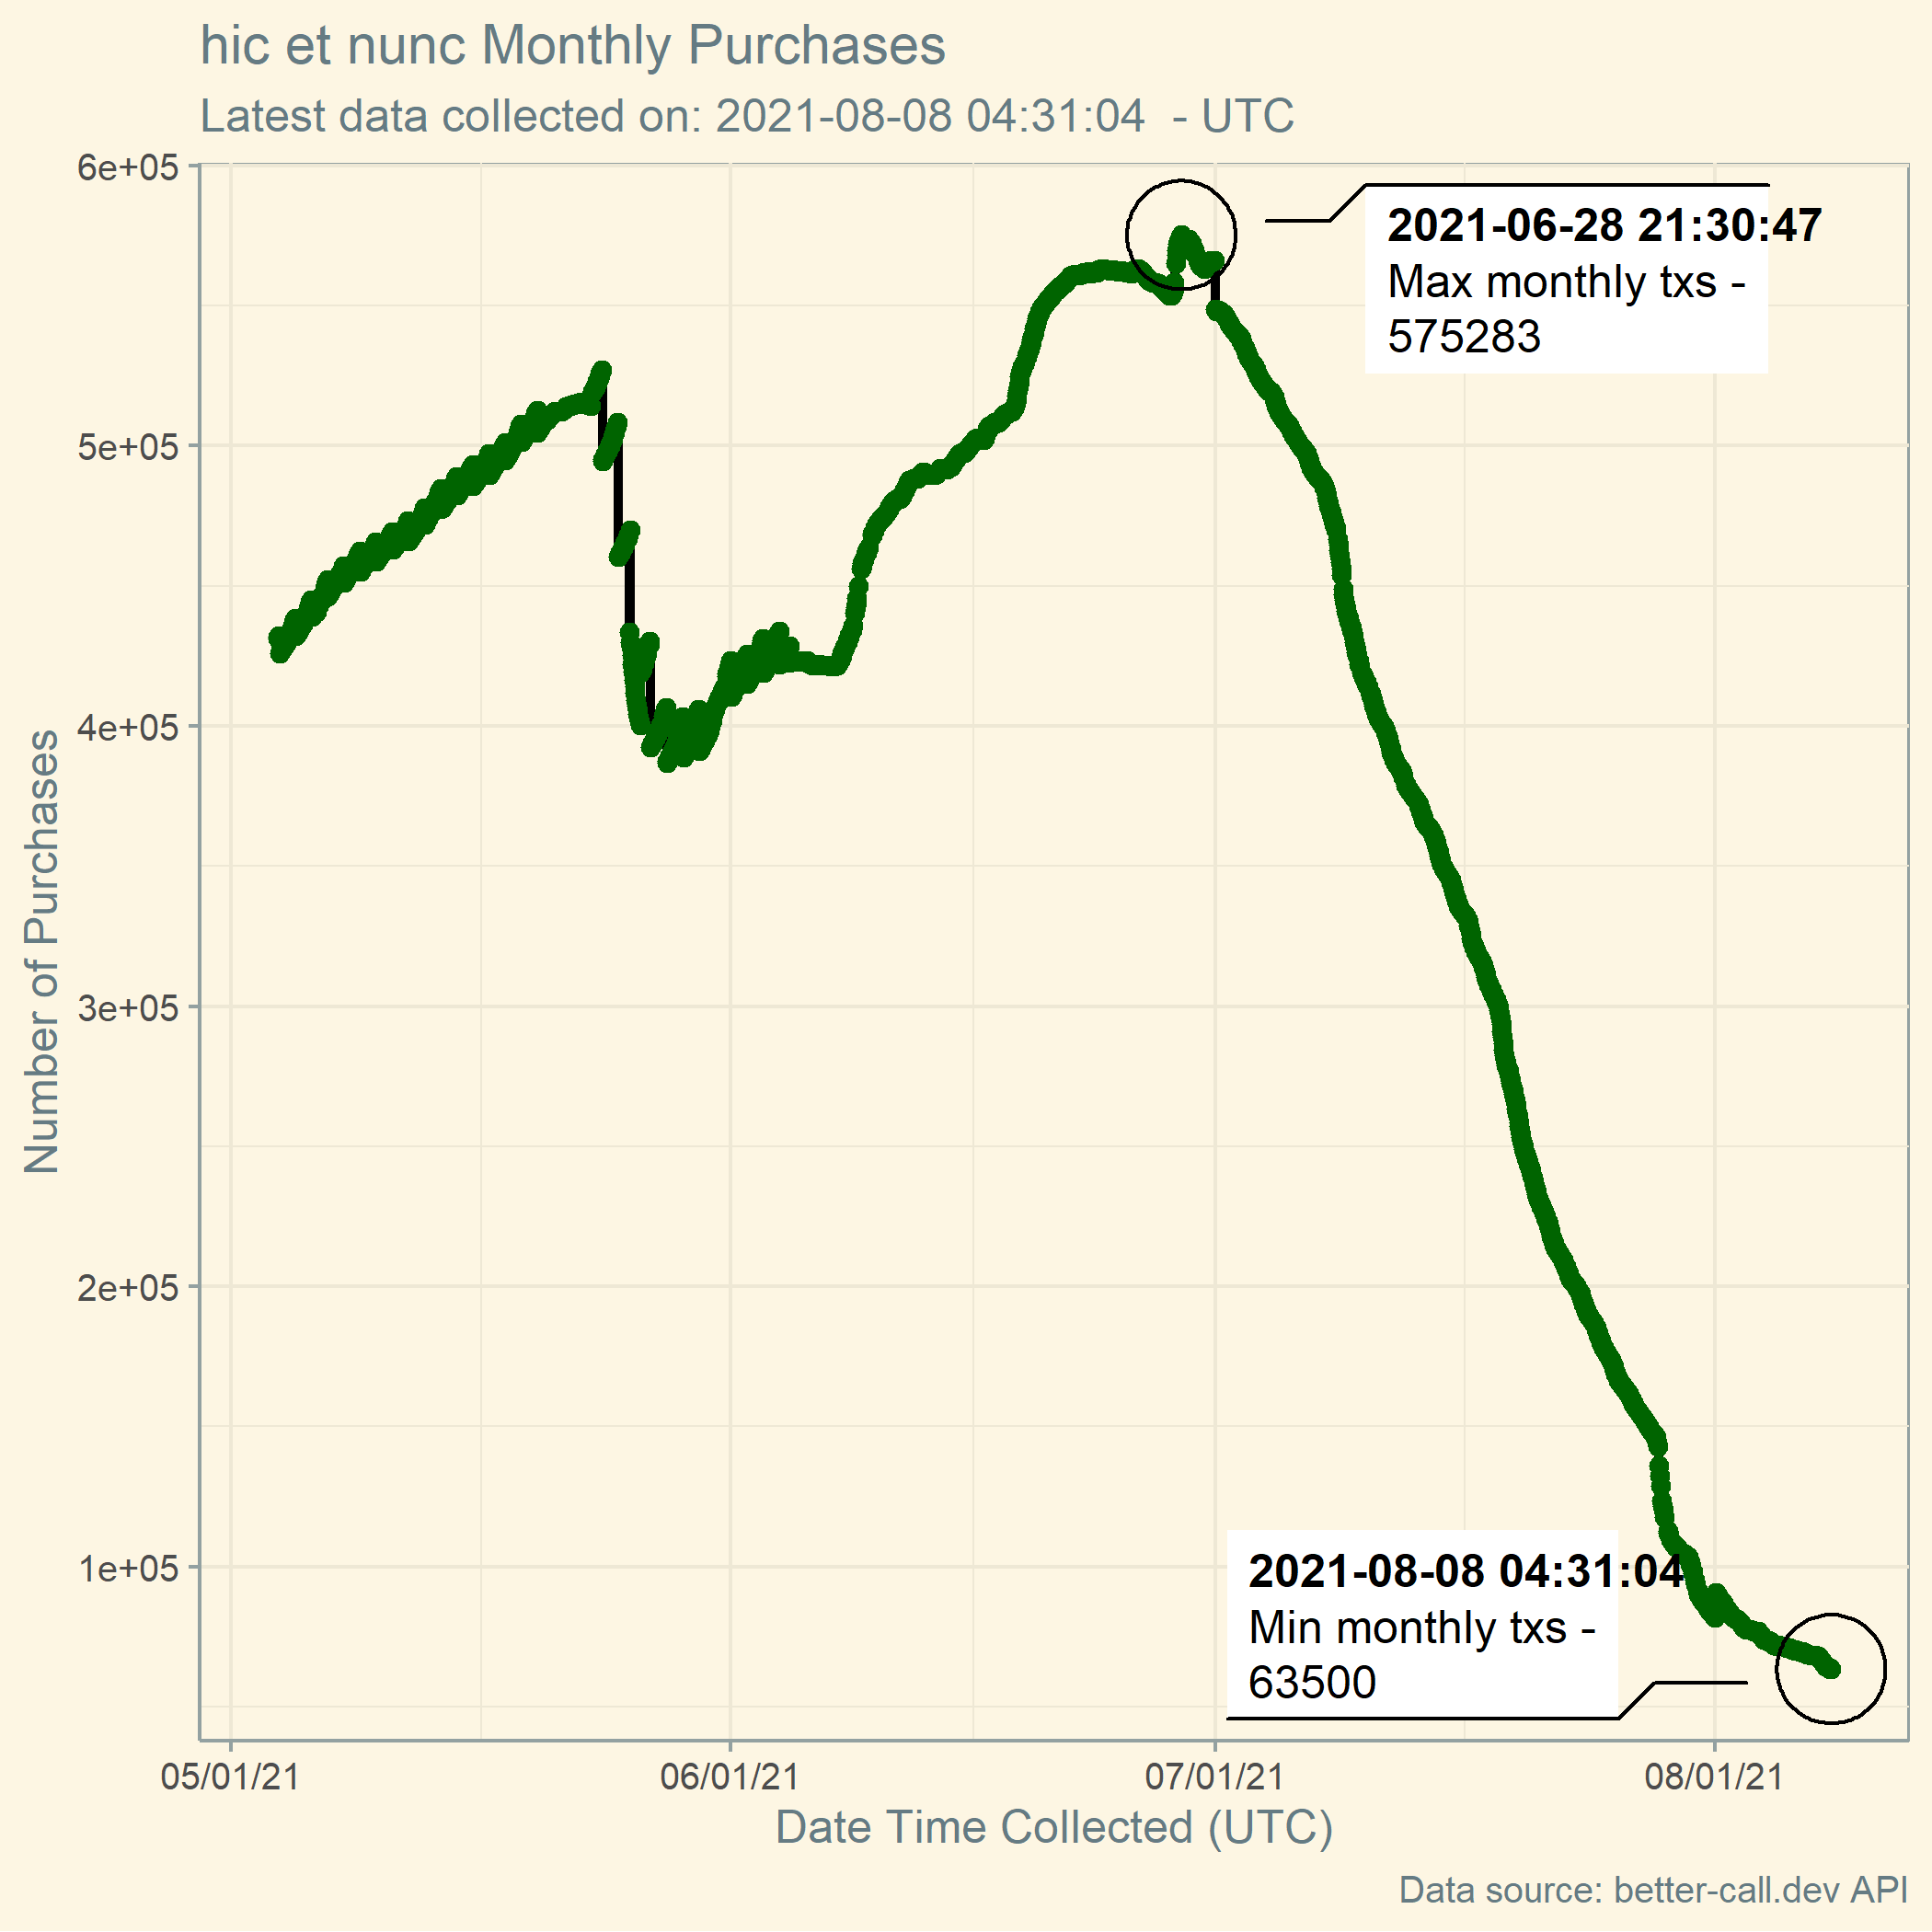 hic et nunc Monthly Purchases
Latest data collected on: 2021-08-08 04:31:04  - UTC
6e+05
5e+05
4e+05
3e+05
2e+05
1e+05
Number of Purchases
2021-06-28 21:30:47
Max monthly txs -
575283
2021-08-08 04:31:04
Min monthly txs -
63500
05/01/21
06/01/21
07/01/21
08/01/21
Date Time Collected (UTC)
Data source: better-call.dev API